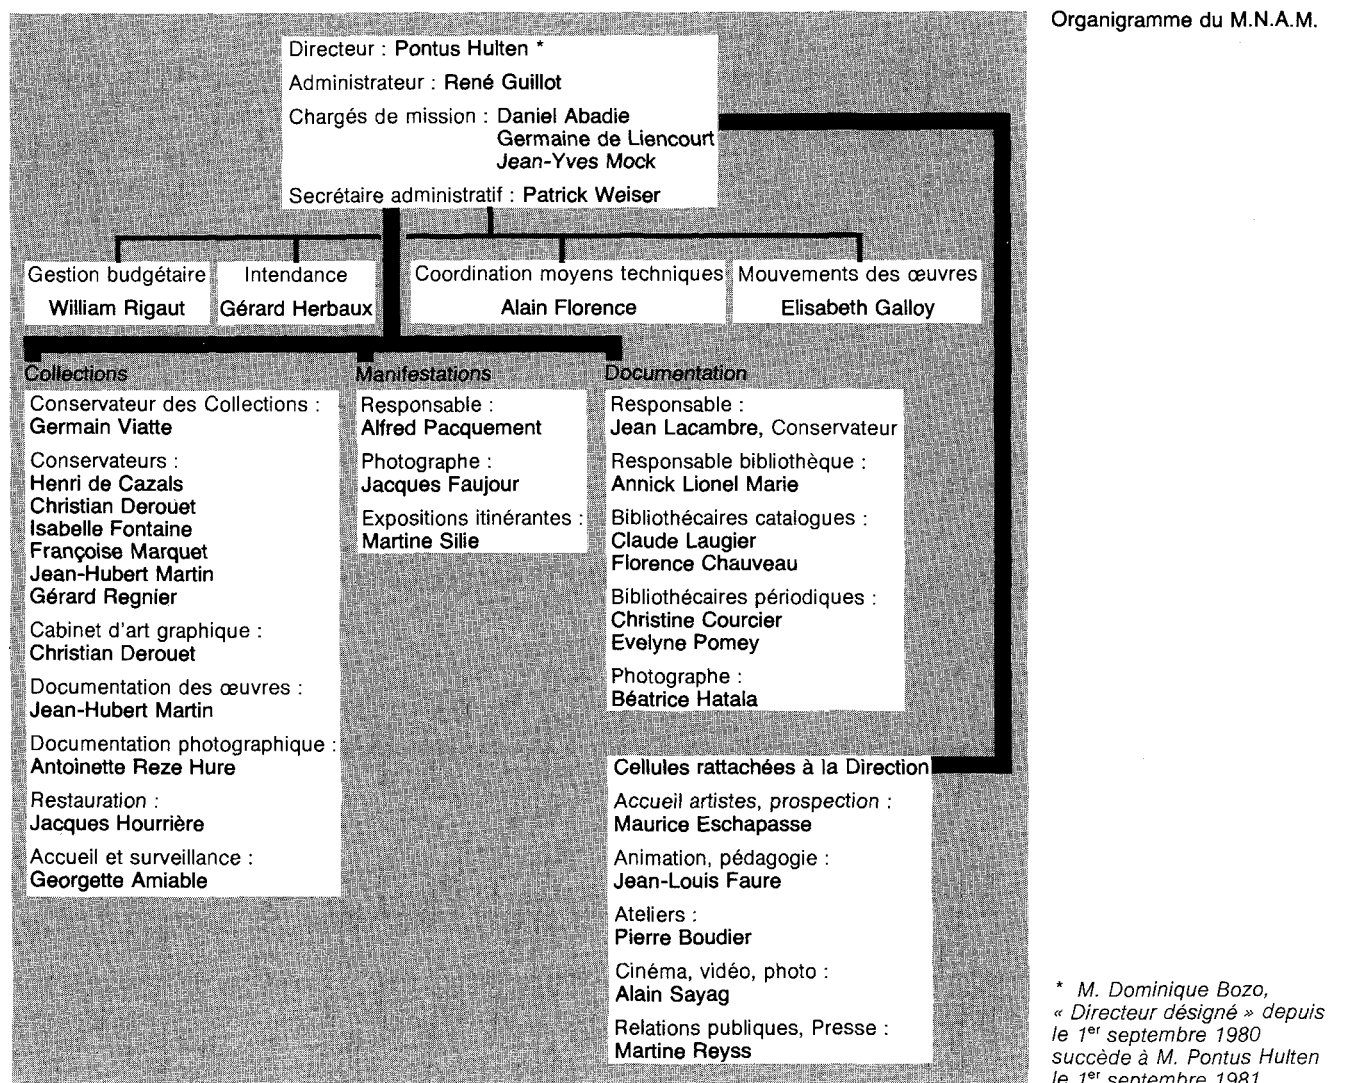 Organigramme du M.N.A.M.
Directeur : Pontus Hulten *
Administrateur : René Guillot
Chargés de mission : Daniel Abadie
Germaine de Liencourt
Jean-Yves Mock
Secrétaire administratif : Patrick Weiser
Gestion budgétaire
William Rigaut
Intendance
Gérard Herbaux
Coordination moyens techniques
Alain Florence
Mouvements des œuvres
Elisabeth Galloy
Collections
Conservateur des Collections :
Germain Viatte
Conservateurs :
Henri de Cazals
Christian Derouet
Isabelle Fontaine
Françoise Marquet
Jean-Hubert Martin
Gérard Regnier
Cabinet d'art graphique :
Christian Derouet
Documentation des œuvres :
Jean-Hubert Martin
Documentation photographique :
Antoinette Reze Hure
Restauration :
Jacques Hourrière
Accueil et surveillance :
Georgette Amiable
Manifestations
Responsable :
Alfred Pacquement
Photographe :
Jacques Faujour
Expositions itinérantes :
Martine Silie
Documentation
Responsable :
Jean Lacambre, Conservateur
Responsable bibliothèque :
Annick Lionel Marie
Bibliothécaires catalogues :
Claude Laugier
Florence Chauveau
Bibliothécaires périodiques :
Christine Courcier
Evelyne Pomey
Photographe :
Béatrice Hatala
Cellules rattachées à la Direction
Accueil artistes, prospection :
Maurice Eschapasse
Animation, pédagogie :
Jean-Louis Faure
Ateliers :
Pierre Boudier
Cinéma, vidéo, photo :
Alain Sayag
Relations publiques, Presse :
Martine Reyss
* M. Dominique Bozo,
« Directeur désigné » depuis
le 1er septembre 1980
succède à M. Pontus Hulten
le 1er septembre 1981